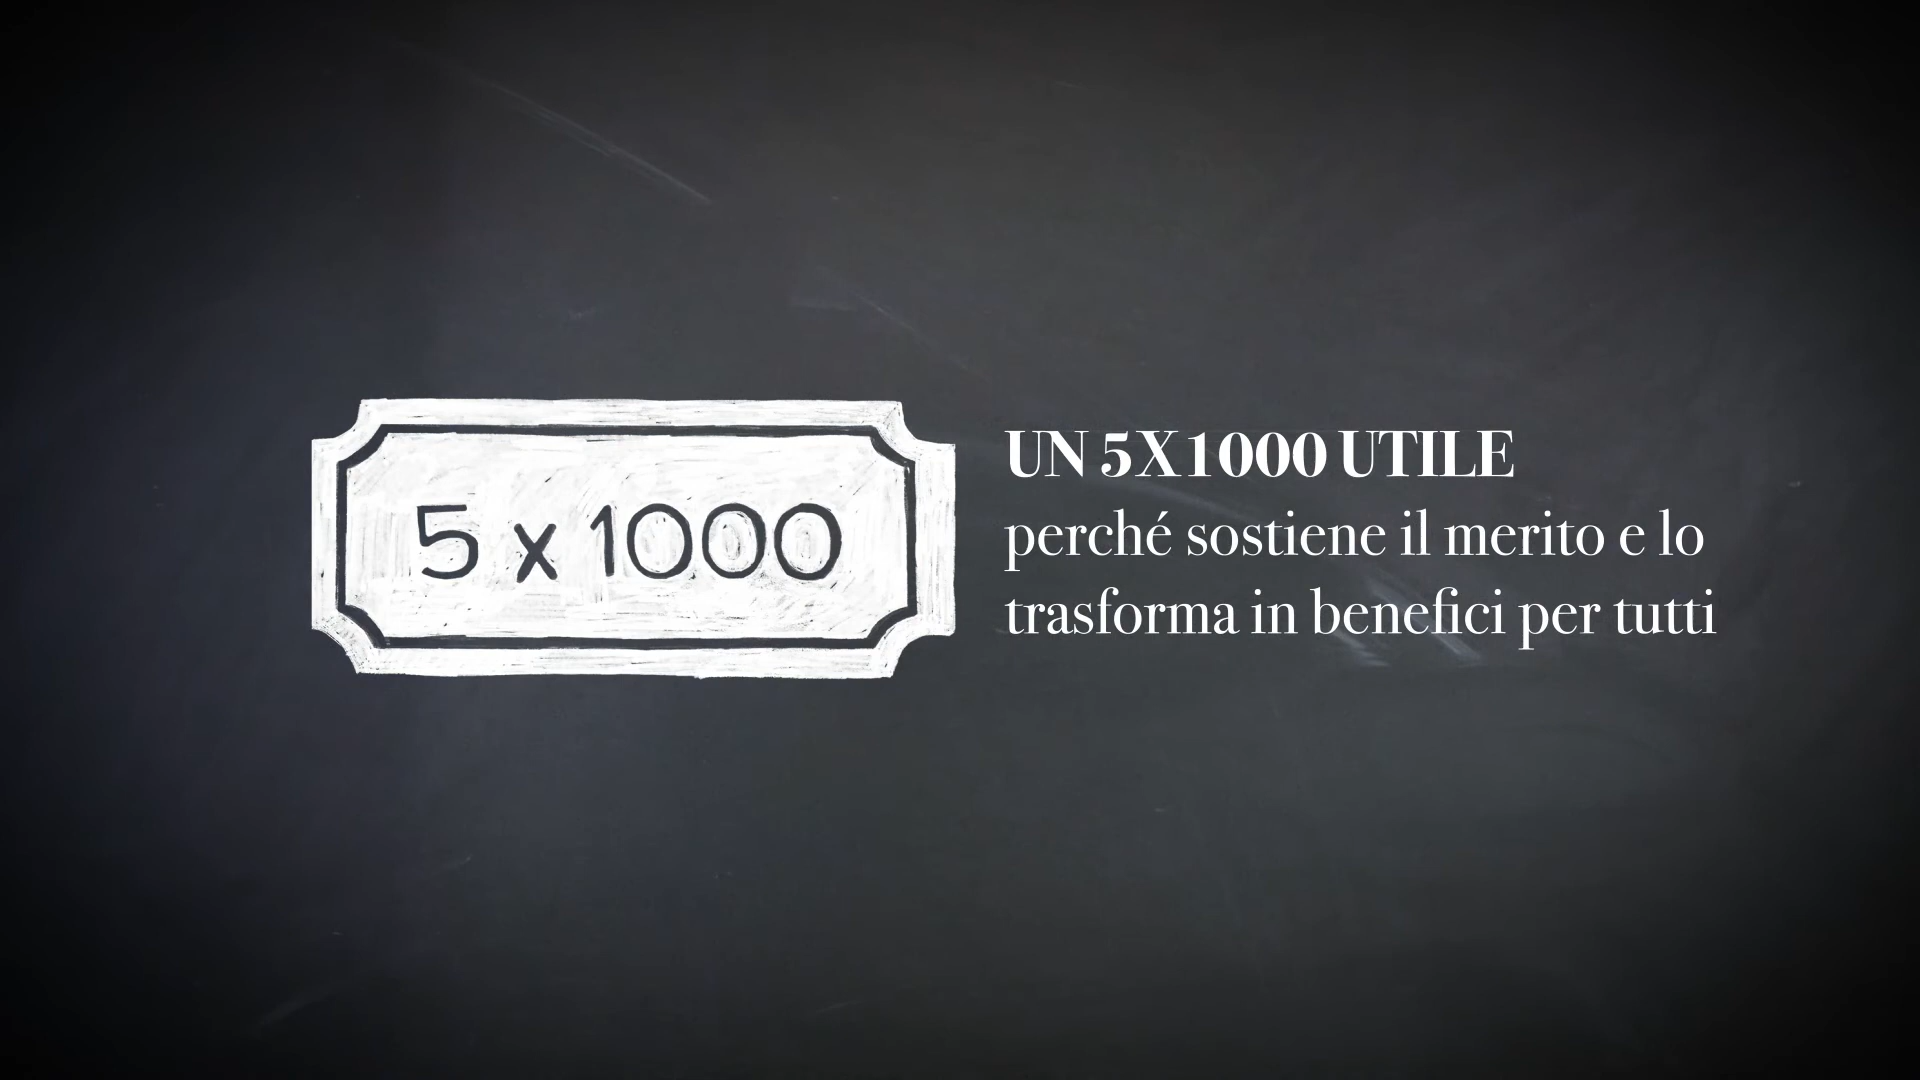 5 x 1000
UN 5X1000 UTILE
perché sostiene il merito e lo
trasforma in benefici per tutti